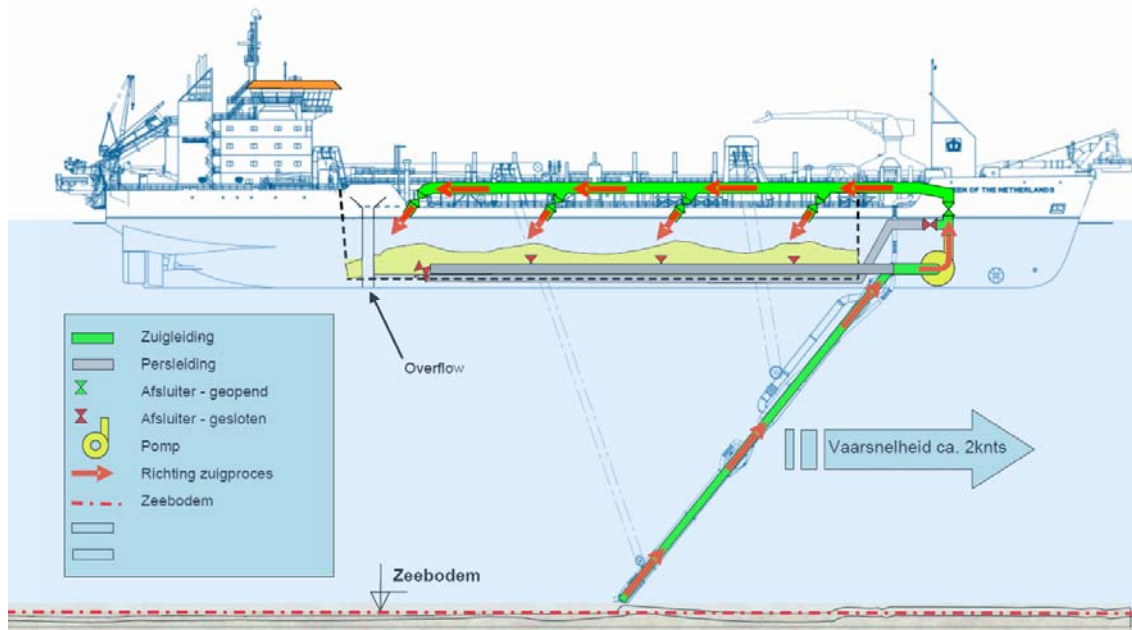 EEN OF THE NETHERLANDS
Zuigleiding
Persleiding
Afsluiter - geopend
Afsluiter - gesloten
Pomp
Richting zuigproces
Zeebodem
Overflow
Vaarsnelheid ca. 2knts
Zeebodem